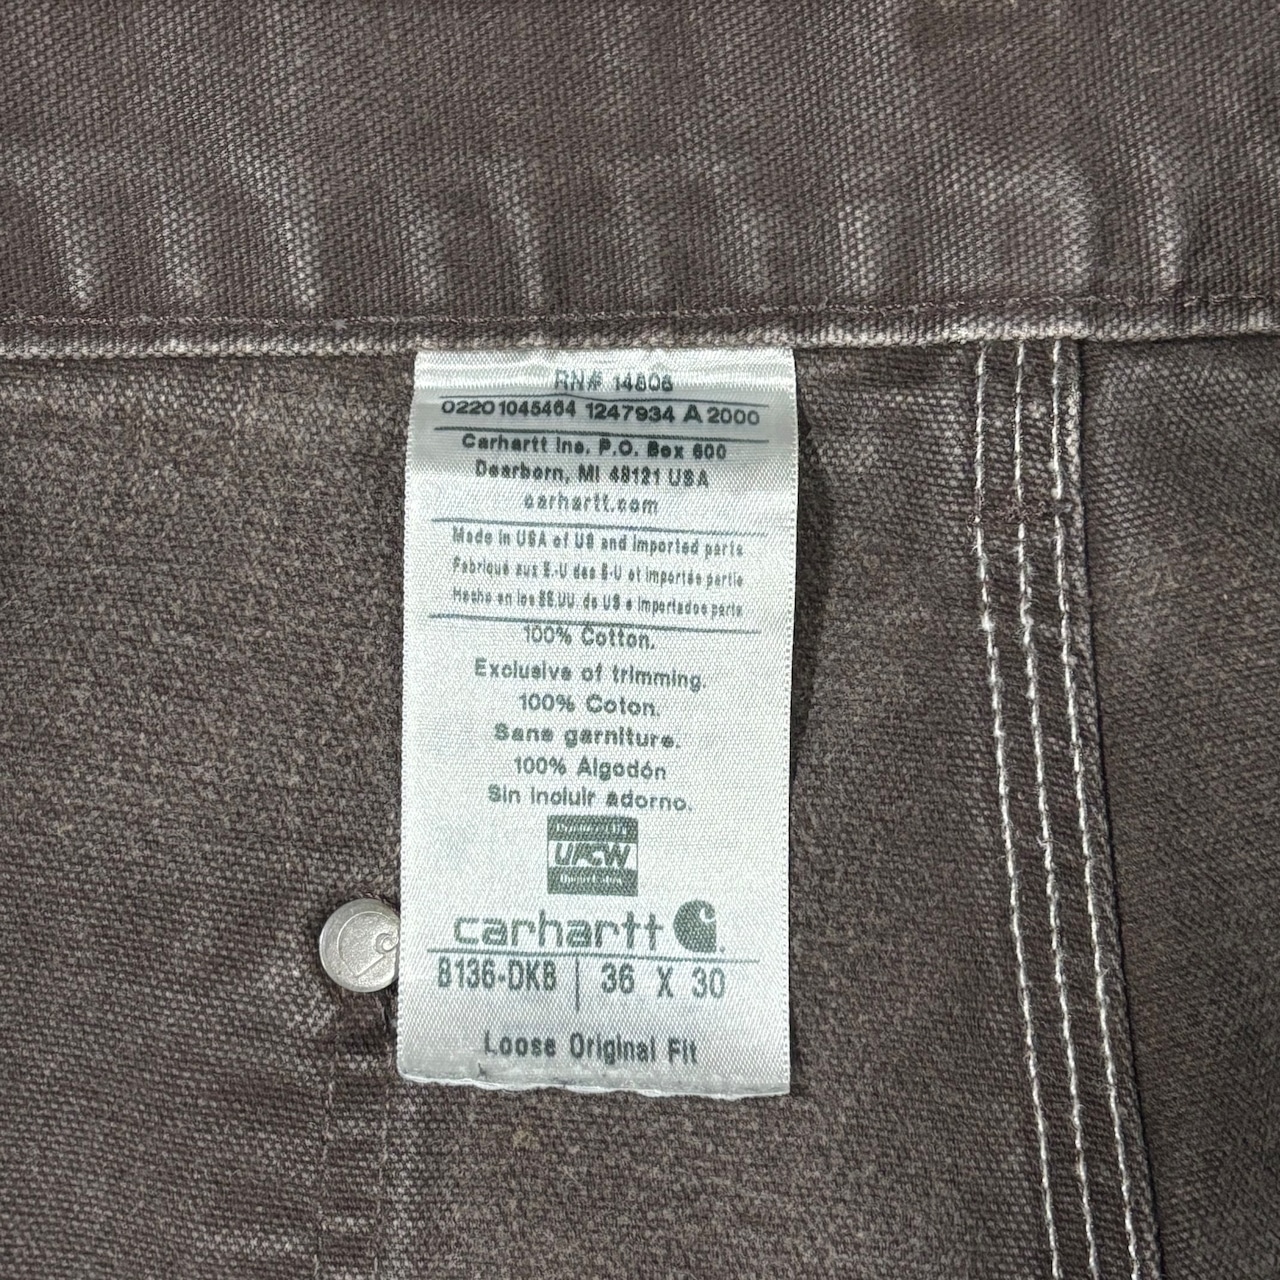 RN# 14806
02201045464 1247934 A 2000
Carhartt Inc. P.O. Box 600
Dearborn, MI 48121 USA
carhartt.com
Made in USA of US and imported parts
Fabriqué aux E.-U des E-U et importés partie
Hecho en los EE.UU. de US e importados parte
100% Cotton.
Exclusive of trimming.
100% Coton.
Sans garniture.
100% Algodón
Sin incluir adorno.
UFCW
carhartt
B136-DKB | 36 X 30
Loose Original Fit